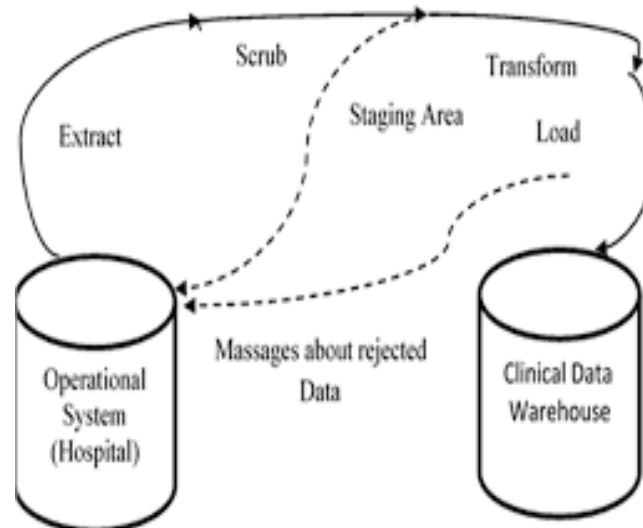 Scrub
Transform
Staging Area
Extract
Load
Massages about rejected
Data
Operational
System
(Hospital)
Clinical Data
Warehouse